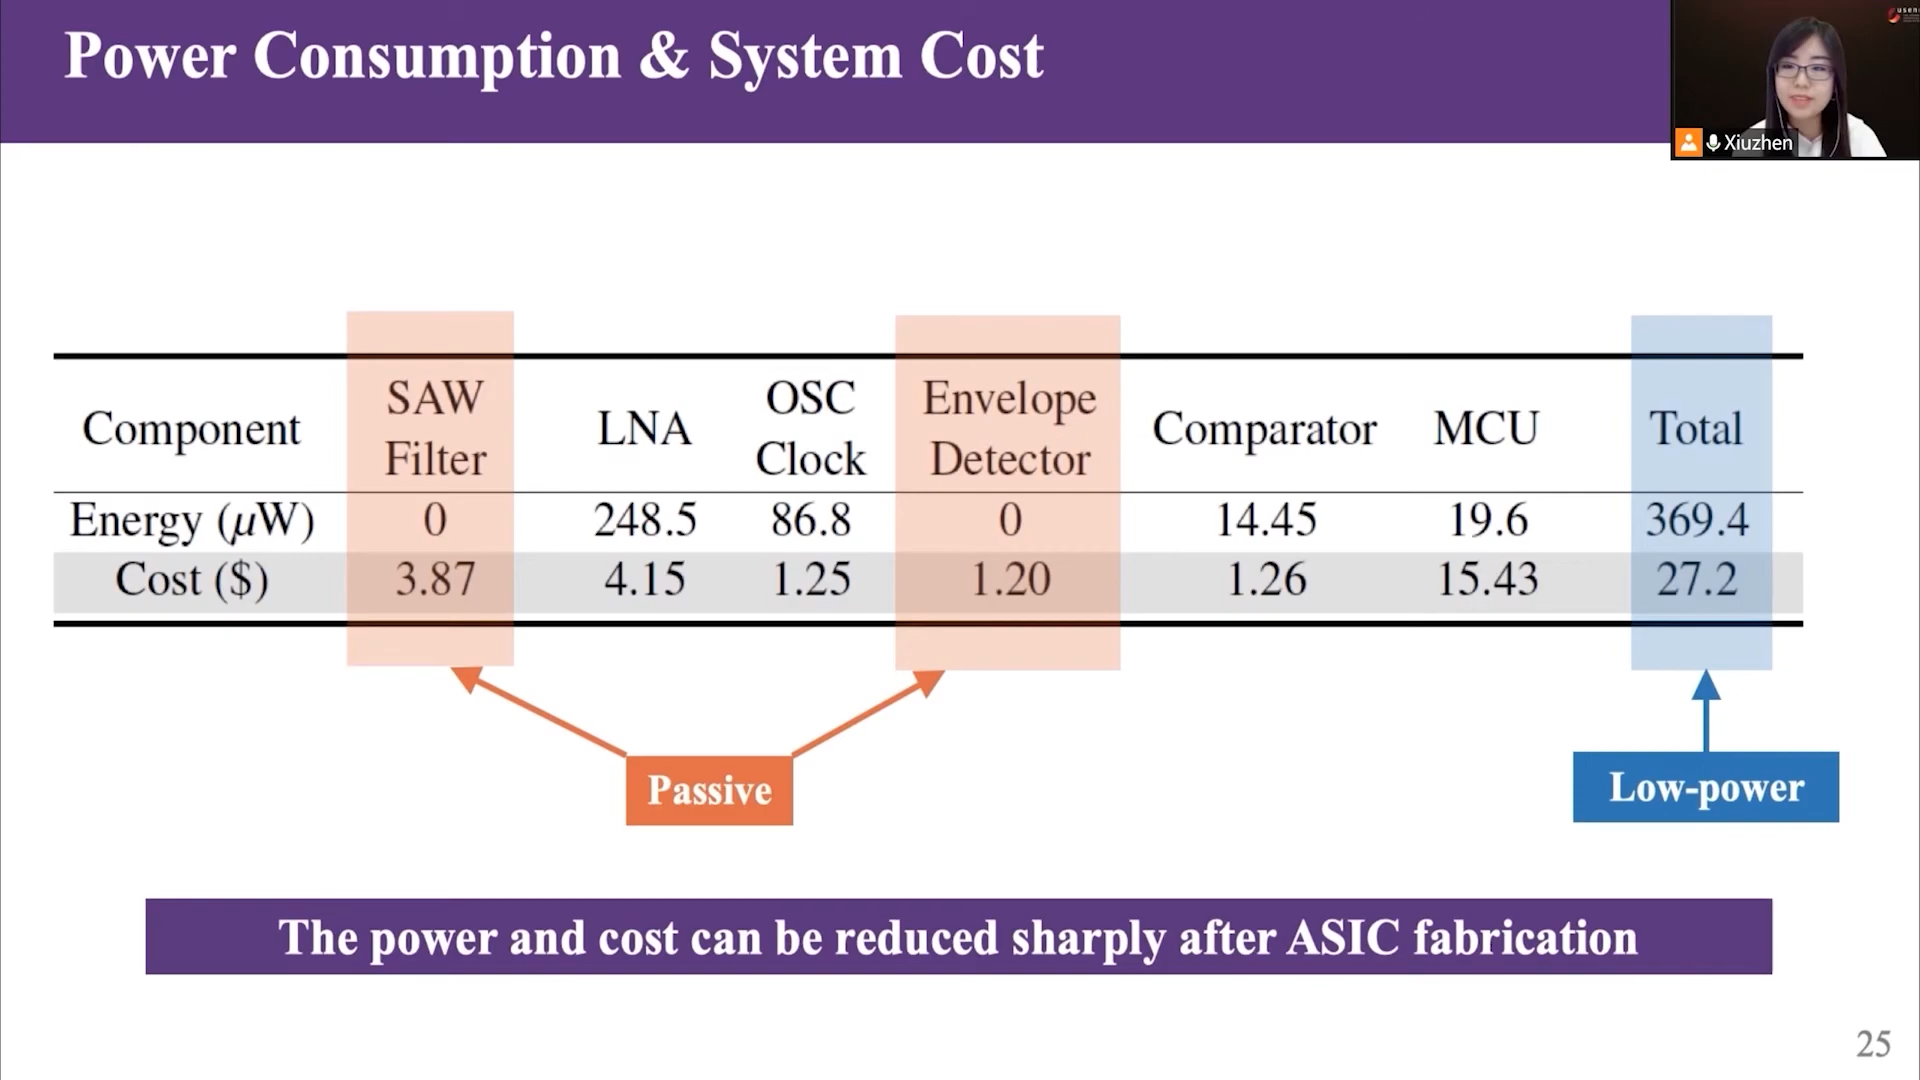 Power Consumption & System Cost
Xiuzhen
Component SAW Filter LNA OSC Clock Envelope Detector Comparator MCU Total
Energy (μW) 0 248.5 86.8 0 14.45 19.6 369.4
Cost ($) 3.87 4.15 1.25 1.20 1.26 15.43 27.2
Passive
Low-power
The power and cost can be reduced sharply after ASIC fabrication
25